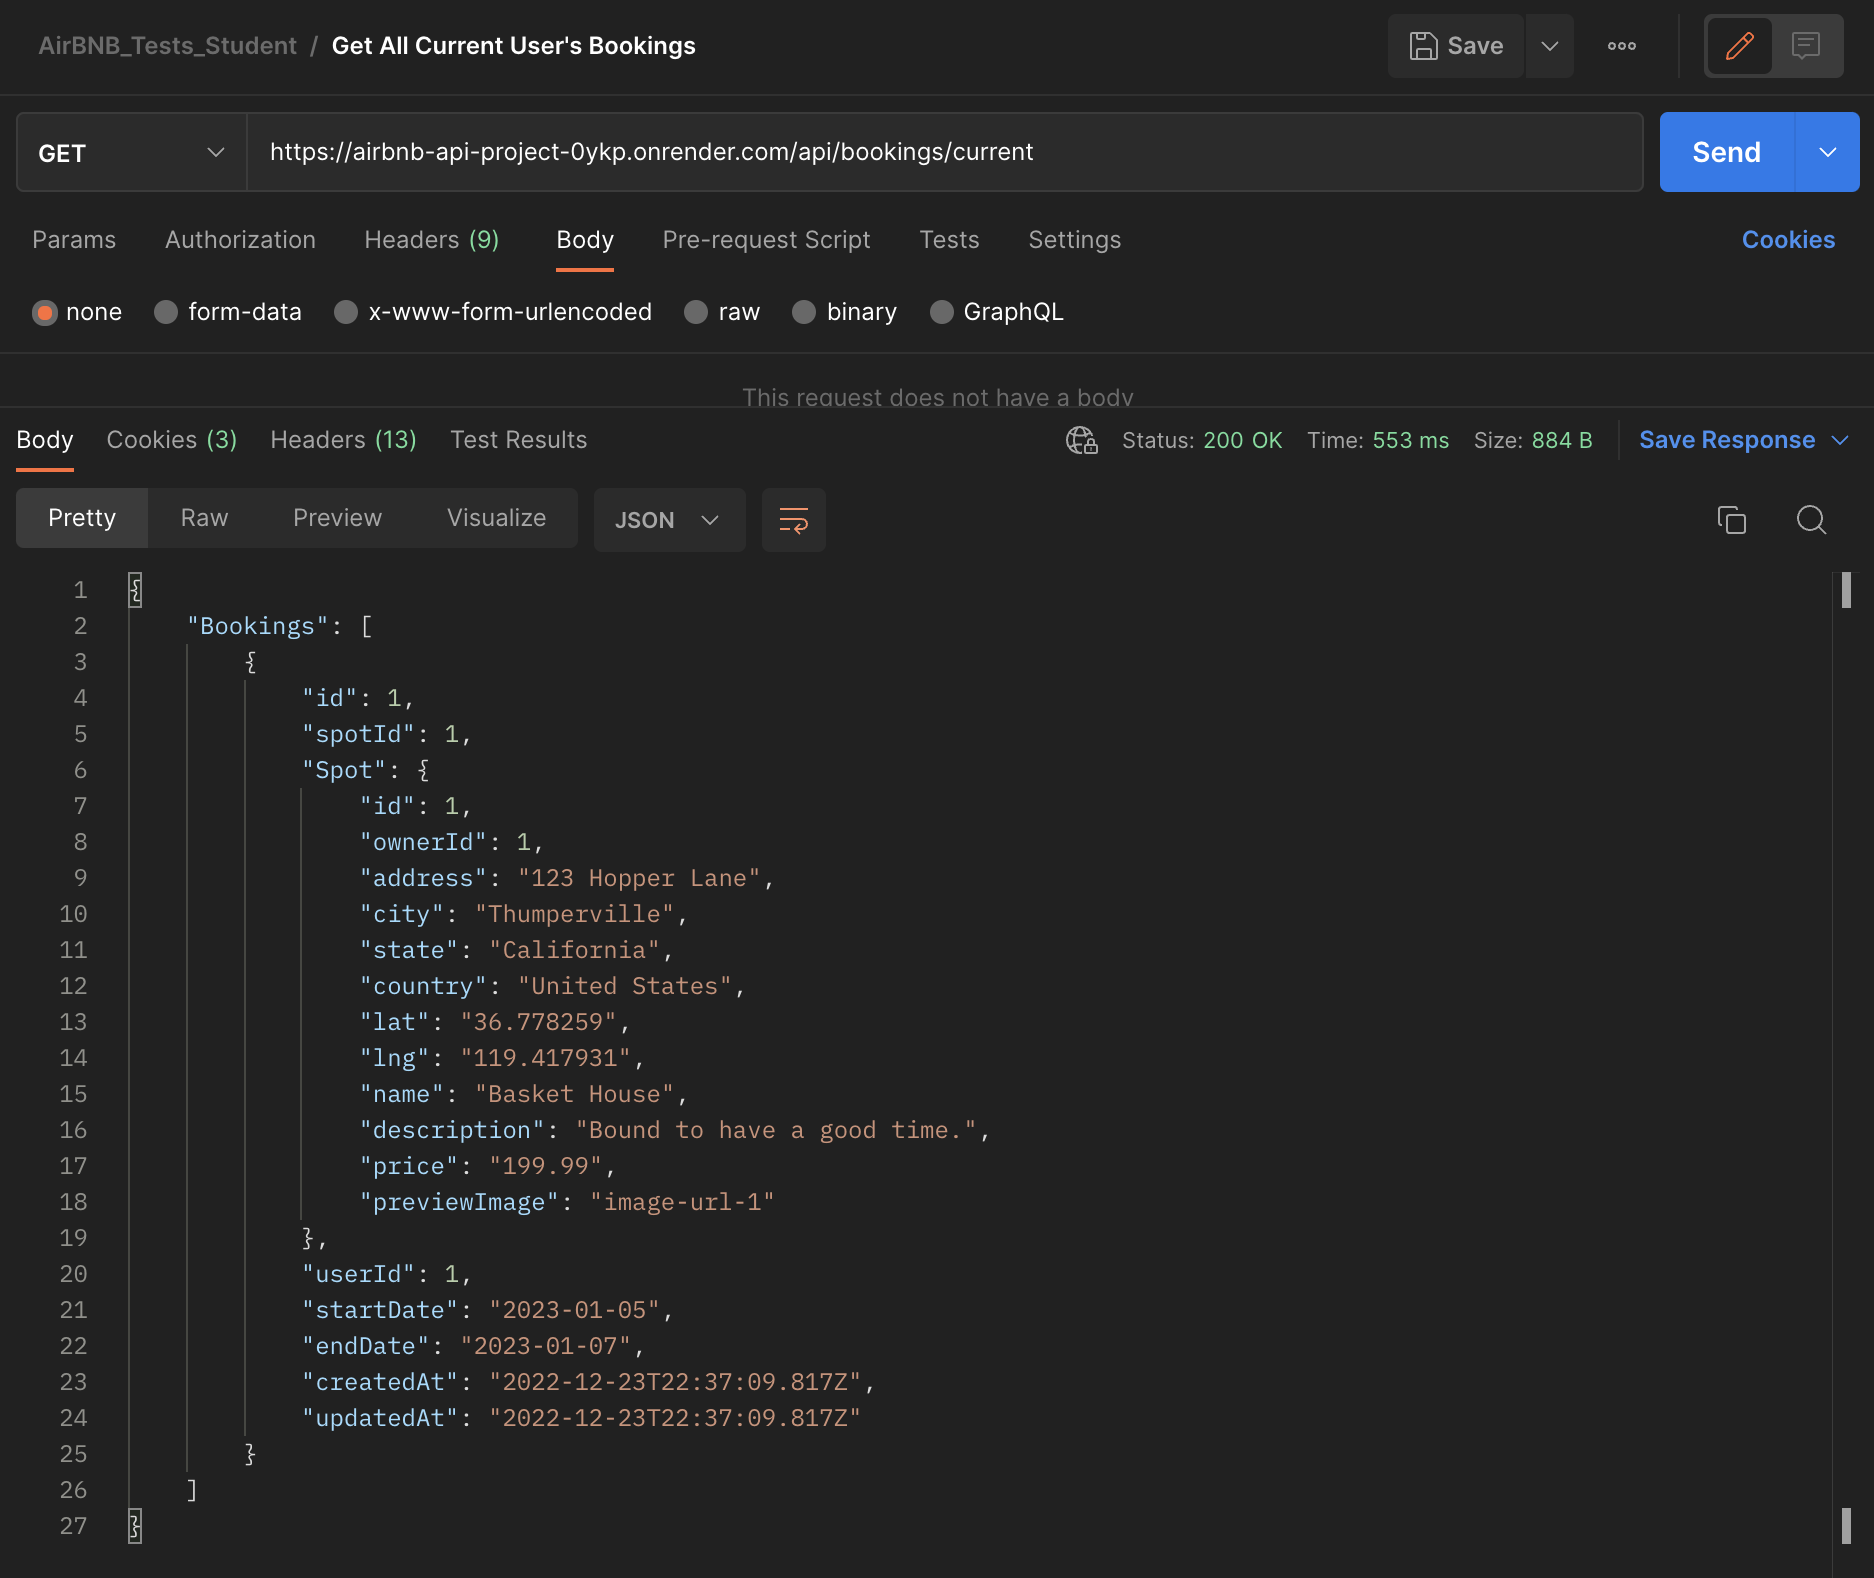 AirBNB_Tests_Student / Get All Current User's Bookings
Save
GET
https://airbnb-api-project-0ykp.onrender.com/api/bookings/current
Send
Params Authorization Headers (9) Body Pre-request Script Tests Settings Cookies
none form-data x-www-form-urlencoded raw binary GraphQL
This request does not have a body
Body Cookies (3) Headers (13) Test Results Status: 200 OK Time: 553 ms Size: 884 B Save Response
Pretty Raw Preview Visualize JSON
1 {
2 "Bookings": [
3 {
4 "id": 1,
5 "spotId": 1,
6 "Spot": {
7 "id": 1,
8 "ownerId": 1,
9 "address": "123 Hopper Lane",
10 "city": "Thumperville",
11 "state": "California",
12 "country": "United States",
13 "lat": "36.778259",
14 "lng": "119.417931",
15 "name": "Basket House",
16 "description": "Bound to have a good time.",
17 "price": "199.99",
18 "previewImage": "image-url-1"
19 },
20 "userId": 1,
21 "startDate": "2023-01-05",
22 "endDate": "2023-01-07",
23 "createdAt": "2022-12-23T22:37:09.817Z",
24 "updatedAt": "2022-12-23T22:37:09.817Z"
25 }
26 ]
27 }